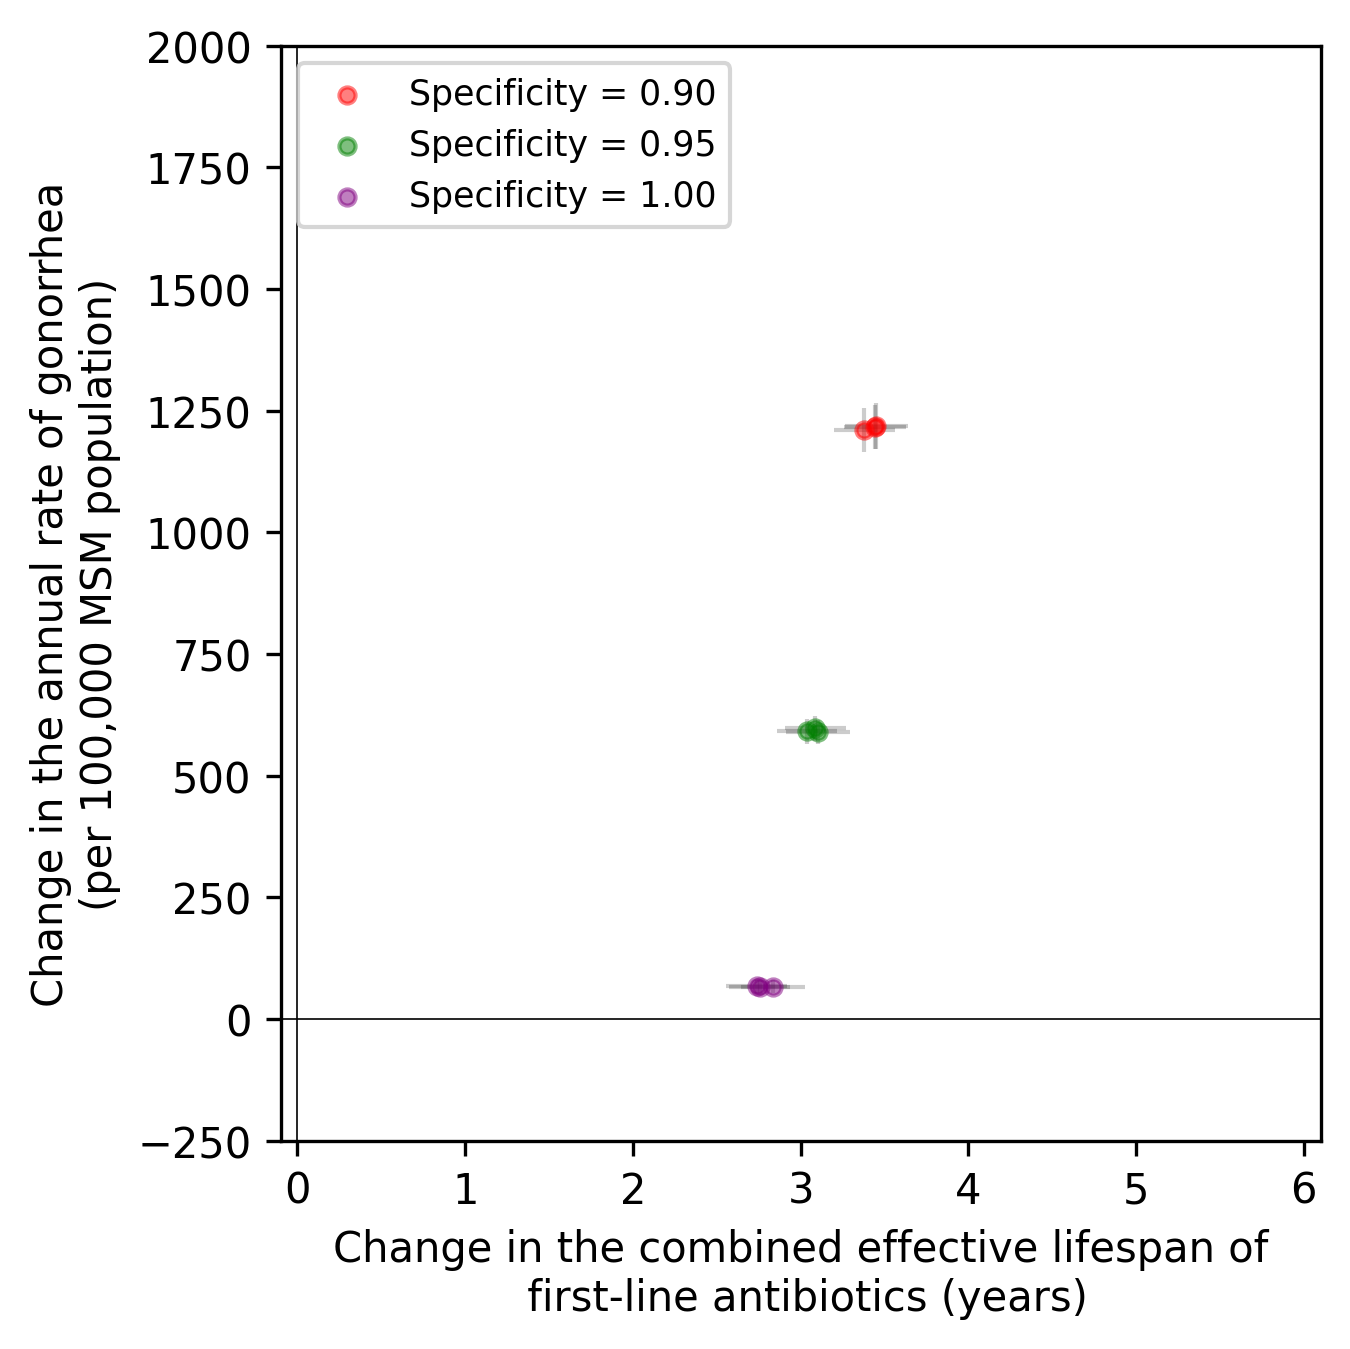 2000
1750
1500
1250
1000
750
500
250
0
−250
Change in the annual rate of gonorrhea
(per 100,000 MSM population)
Specificity = 0.90
Specificity = 0.95
Specificity = 1.00
0 1 2 3 4 5 6
Change in the combined effective lifespan of
first-line antibiotics (years)